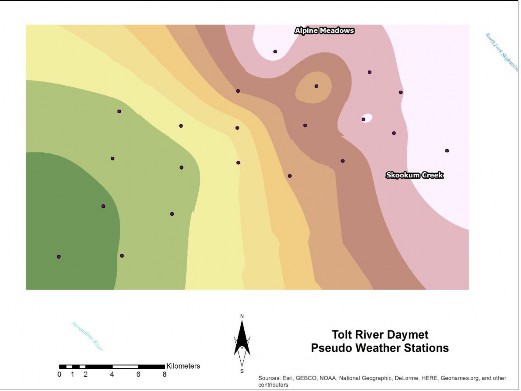 Alpine Meadows
Skookum Creek
N
S
Tolt River Daymet
Pseudo Weather Stations
Kilometers
0 1 2 4 6 8
Sources: Esri, GEBCO, NOAA, National Geographic, DeLorme, HERE, Geonames.org, and other
contributors